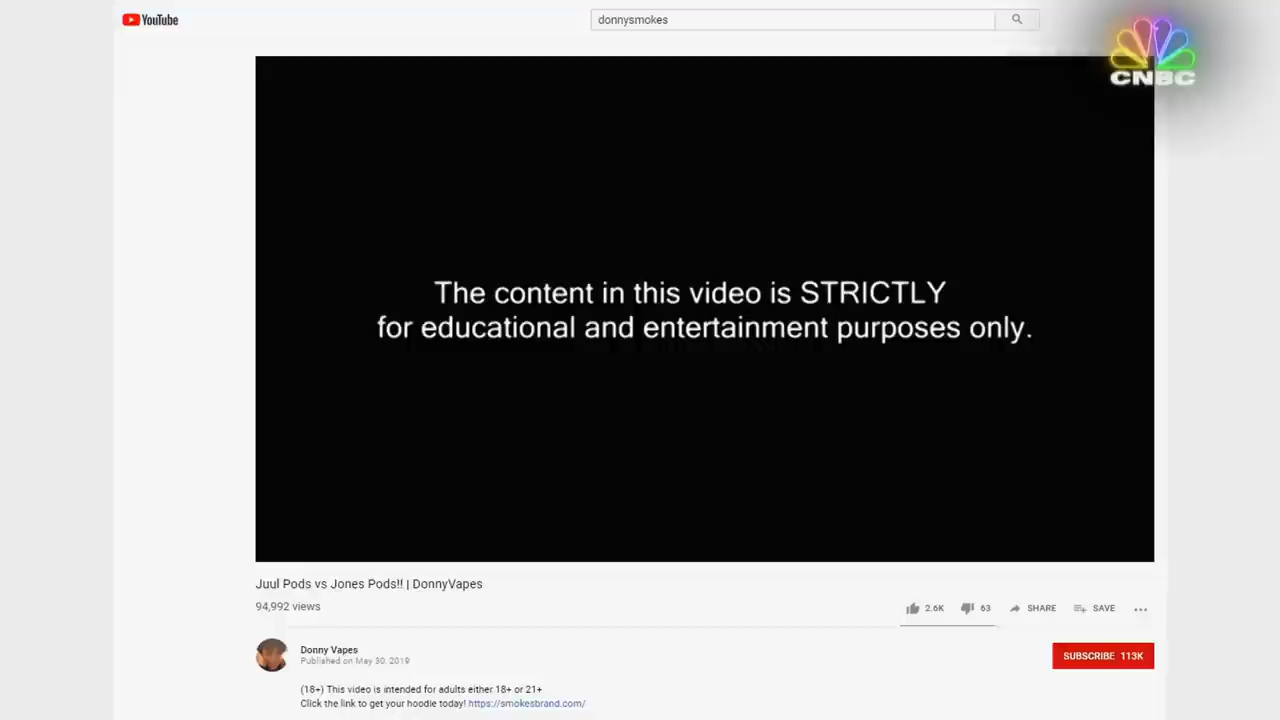 YouTube
donnysmokes
CNBC
The content in this video is STRICTLY
for educational and entertainment purposes only.
Juul Pods vs Jones Pods!! | DonnyVapes
94,992 views
2.6K 63 SHARE SAVE
Donny Vapes
Published on May 30, 2019
SUBSCRIBE 113K
(18+) This video is intended for adults either 18+ or 21+
Click the link to get your hoodie today! https://smokesbrand.com/